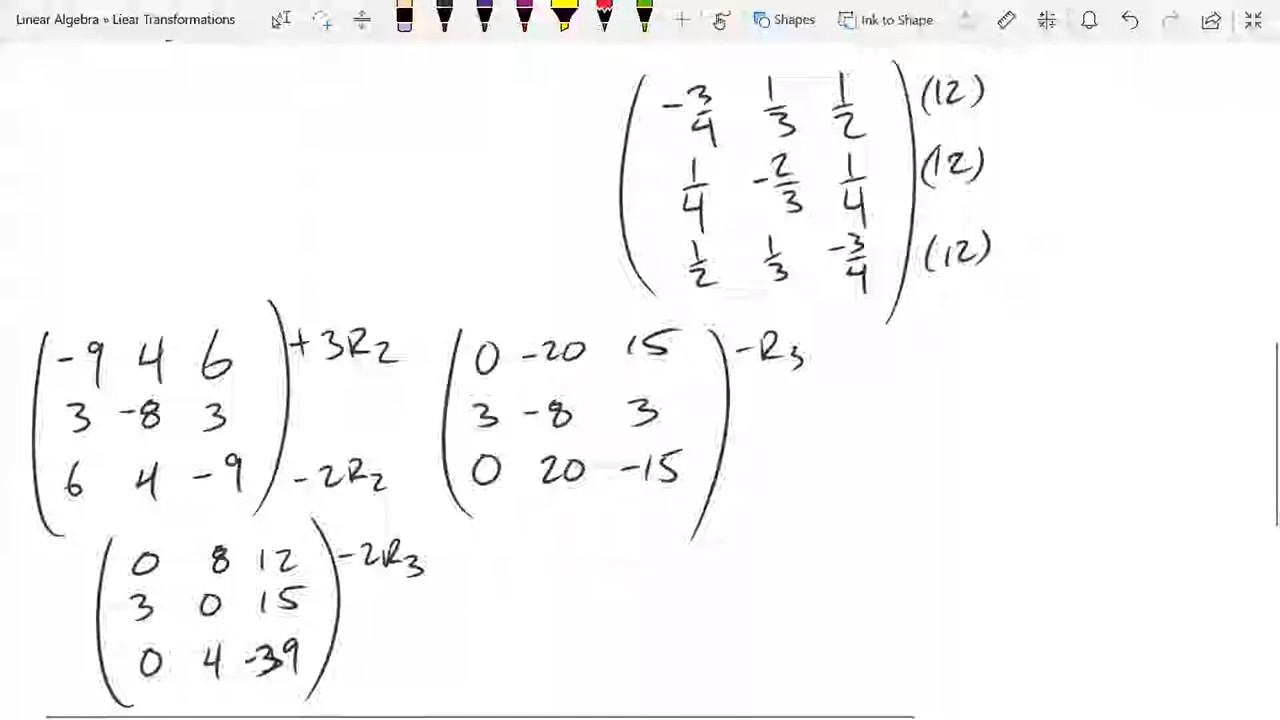 Linear Algebra » Liear Transformations
Shapes
Ink to Shape
-3/4 1/3 1/2 (12)
1/4 -2/3 1/4 (12)
1/2 1/3 -3/4 (12)
-9 4 6 +3R2
3 -8 3
6 4 -9 -2R2
0 -20 15 -R3
3 -8 3
0 20 -15
0 8 12 -2R3
3 0 15
0 4 -39